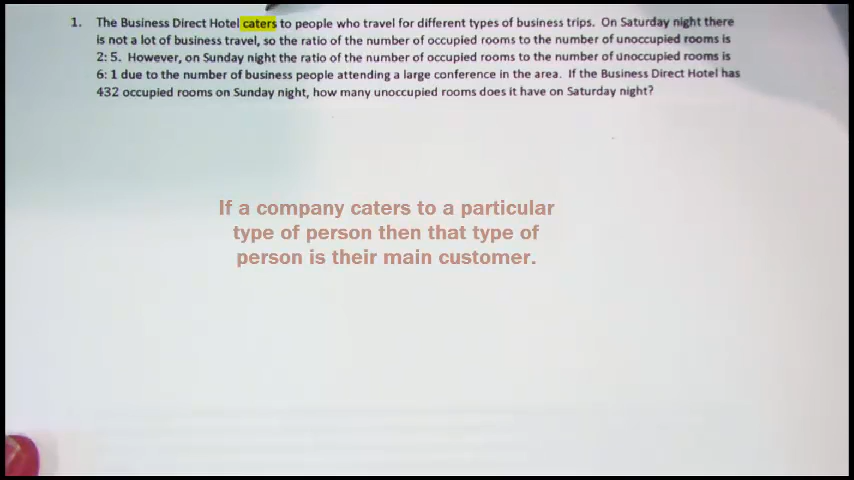 1. The Business Direct Hotel caters to people who travel for different types of business trips. On Saturday night there
is not a lot of business travel, so the ratio of the number of occupied rooms to the number of unoccupied rooms is
2: 5. However, on Sunday night the ratio of the number of occupied rooms to the number of unoccupied rooms is
6: 1 due to the number of business people attending a large conference in the area. If the Business Direct Hotel has
432 occupied rooms on Sunday night, how many unoccupied rooms does it have on Saturday night?
If a company caters to a particular
type of person then that type of
person is their main customer.